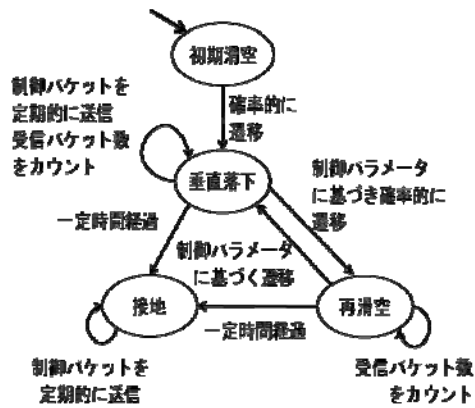 初期滑空
確率的に
遷移
制御パケットを
定期的に送信
受信パケット数
をカウント
垂直落下
制御パラメータ
に基づき確率的に
遷移
一定時間経過
制御パラメータ
に基づく遷移
接地
再滑空
一定時間経過
制御パケットを
定期的に送信
受信パケット数
をカウント